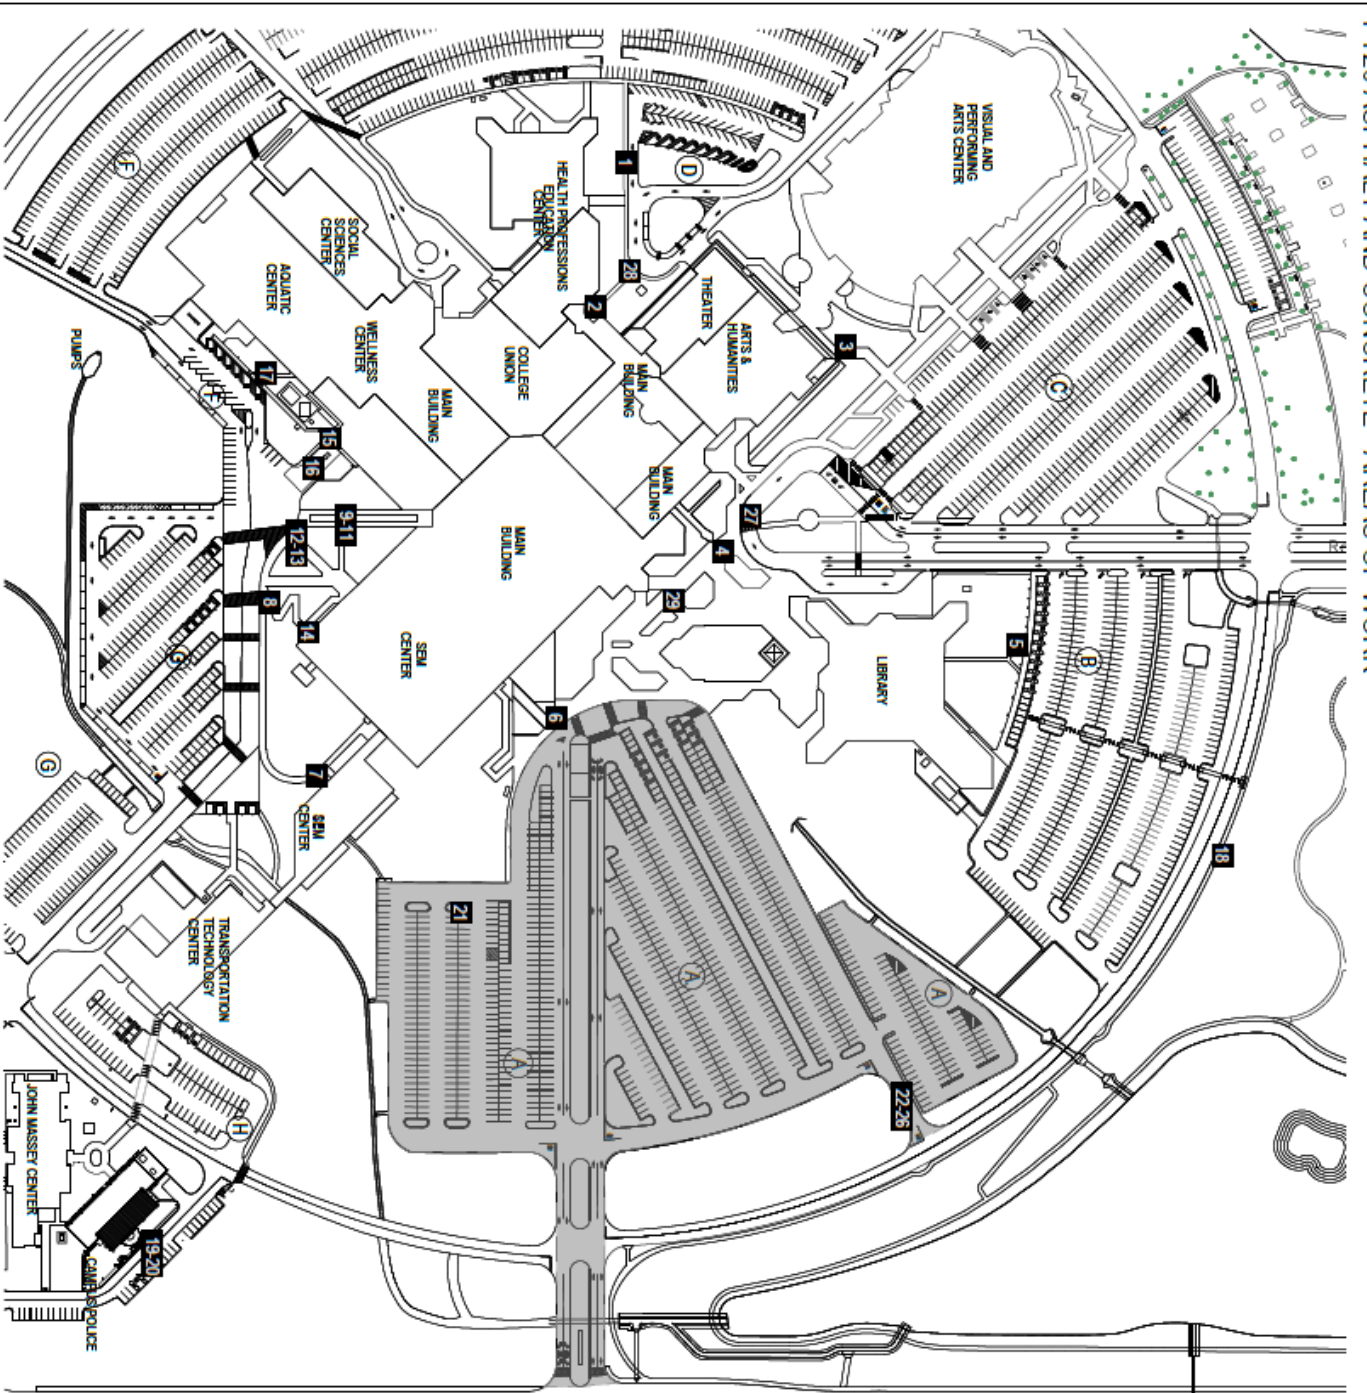 VISUAL AND
PERFORMING
ARTS CENTER
F
D
1
HEALTH PROFESSIONS
EDUCATION
CENTER
SOCIAL
SCIENCES
CENTER
AQUATIC
CENTER
28
2
THEATER
ARTS &
HUMANITIES
3
C
WELLNESS
CENTER
COLLEGE
UNION
MAIN
BUILDING
MAIN
BUILDING
MAIN
BUILDING
PUMPS
17
F
15
16
9-11
12-13
MAIN
BUILDING
27
4
29
8
14
SEM
CENTER
G
LIBRARY
5
B
6
7
G
SEM
CENTER
18
TRANSPORTATION
TECHNOLOGY
CENTER
21
A
A
A
22-26
H
JOHN MASSEY CENTER
19-20
CAMPUS POLICE